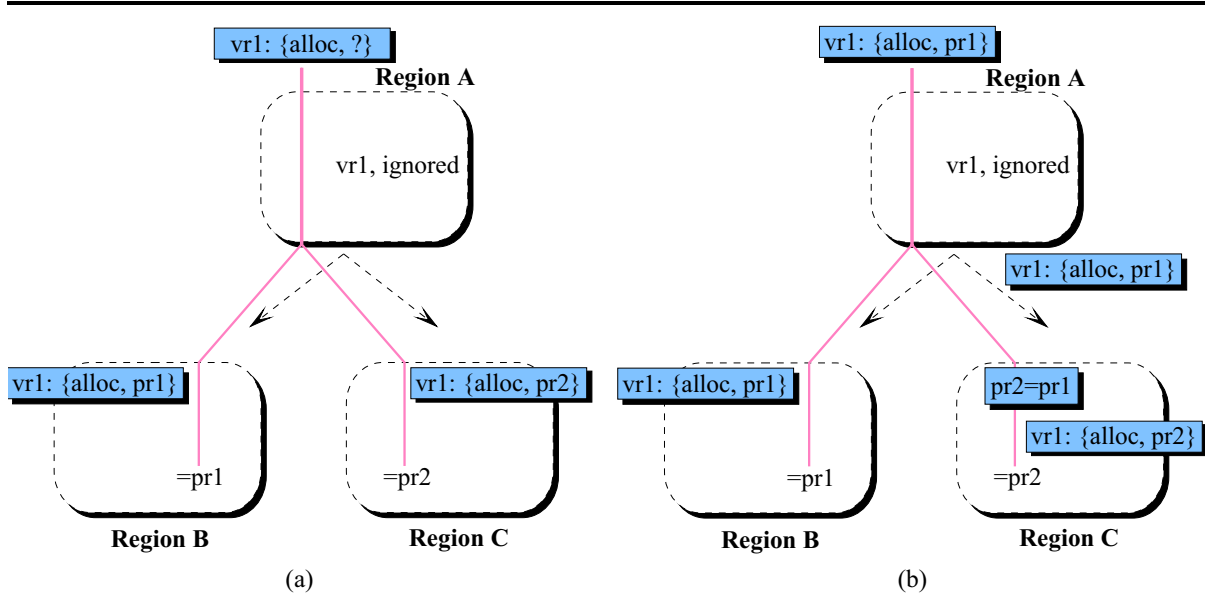 vr1: {alloc, ?}
Region A
vr1, ignored
vr1: {alloc, pr1}
vr1: {alloc, pr2}
=pr1
=pr2
Region B
Region C
(a)
vr1: {alloc, pr1}
Region A
vr1, ignored
vr1: {alloc, pr1}
vr1: {alloc, pr1}
pr2=pr1
vr1: {alloc, pr2}
=pr1
=pr2
Region B
Region C
(b)